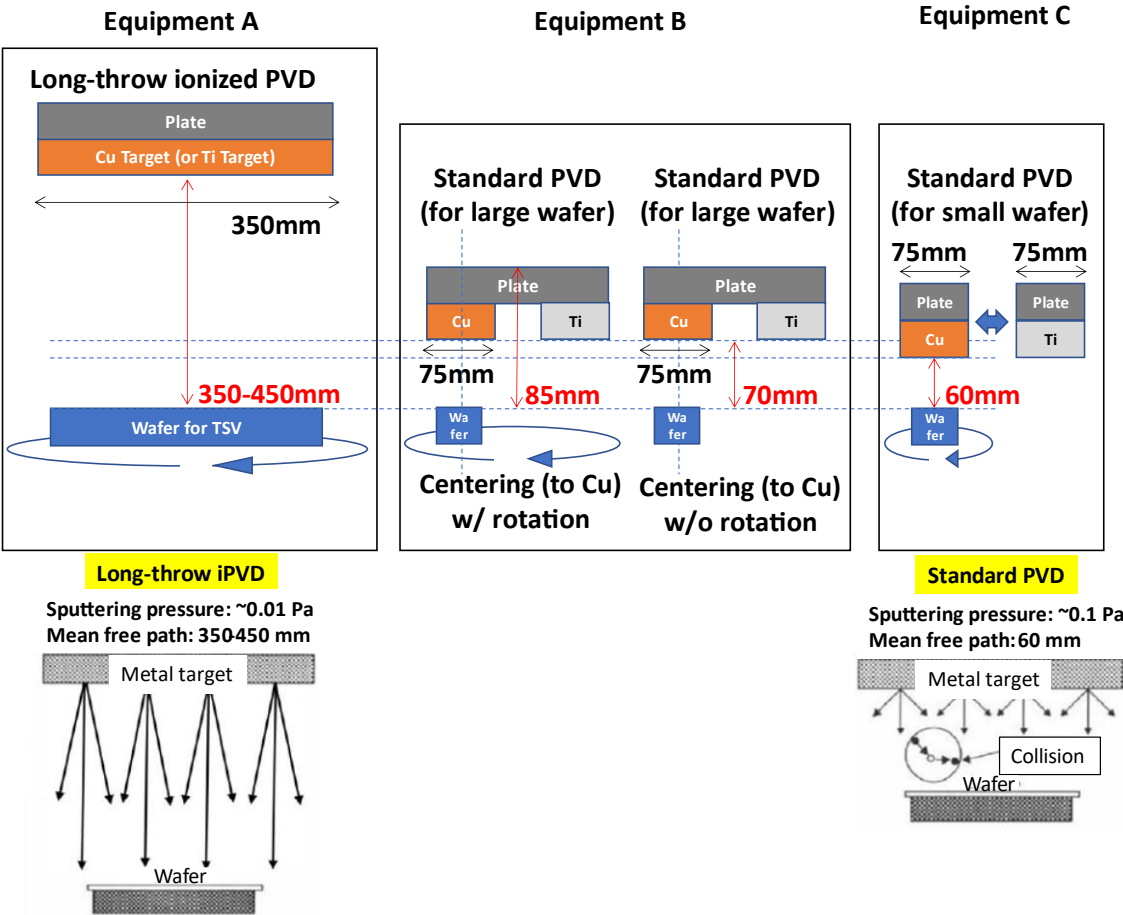 Equipment A
Equipment B
Equipment C
Long-throw ionized PVD
Plate
Cu Target (or Ti Target)
350mm
350-450mm
Wafer for TSV
Standard PVD
(for large wafer)
Plate
Cu
Ti
75mm
85mm
Wa
fer
Centering (to Cu)
w/ rotation
Standard PVD
(for large wafer)
Plate
Cu
Ti
75mm
70mm
Wa
fer
Centering (to Cu)
w/o rotation
Standard PVD
(for small wafer)
75mm
75mm
Plate
Plate
Cu
Ti
60mm
Wa
fer
Long-throw iPVD
Sputtering pressure: ~0.01 Pa
Mean free path: 350-450 mm
Metal target
Wafer
Standard PVD
Sputtering pressure: ~0.1 Pa
Mean free path: 60 mm
Metal target
Collision
Wafer